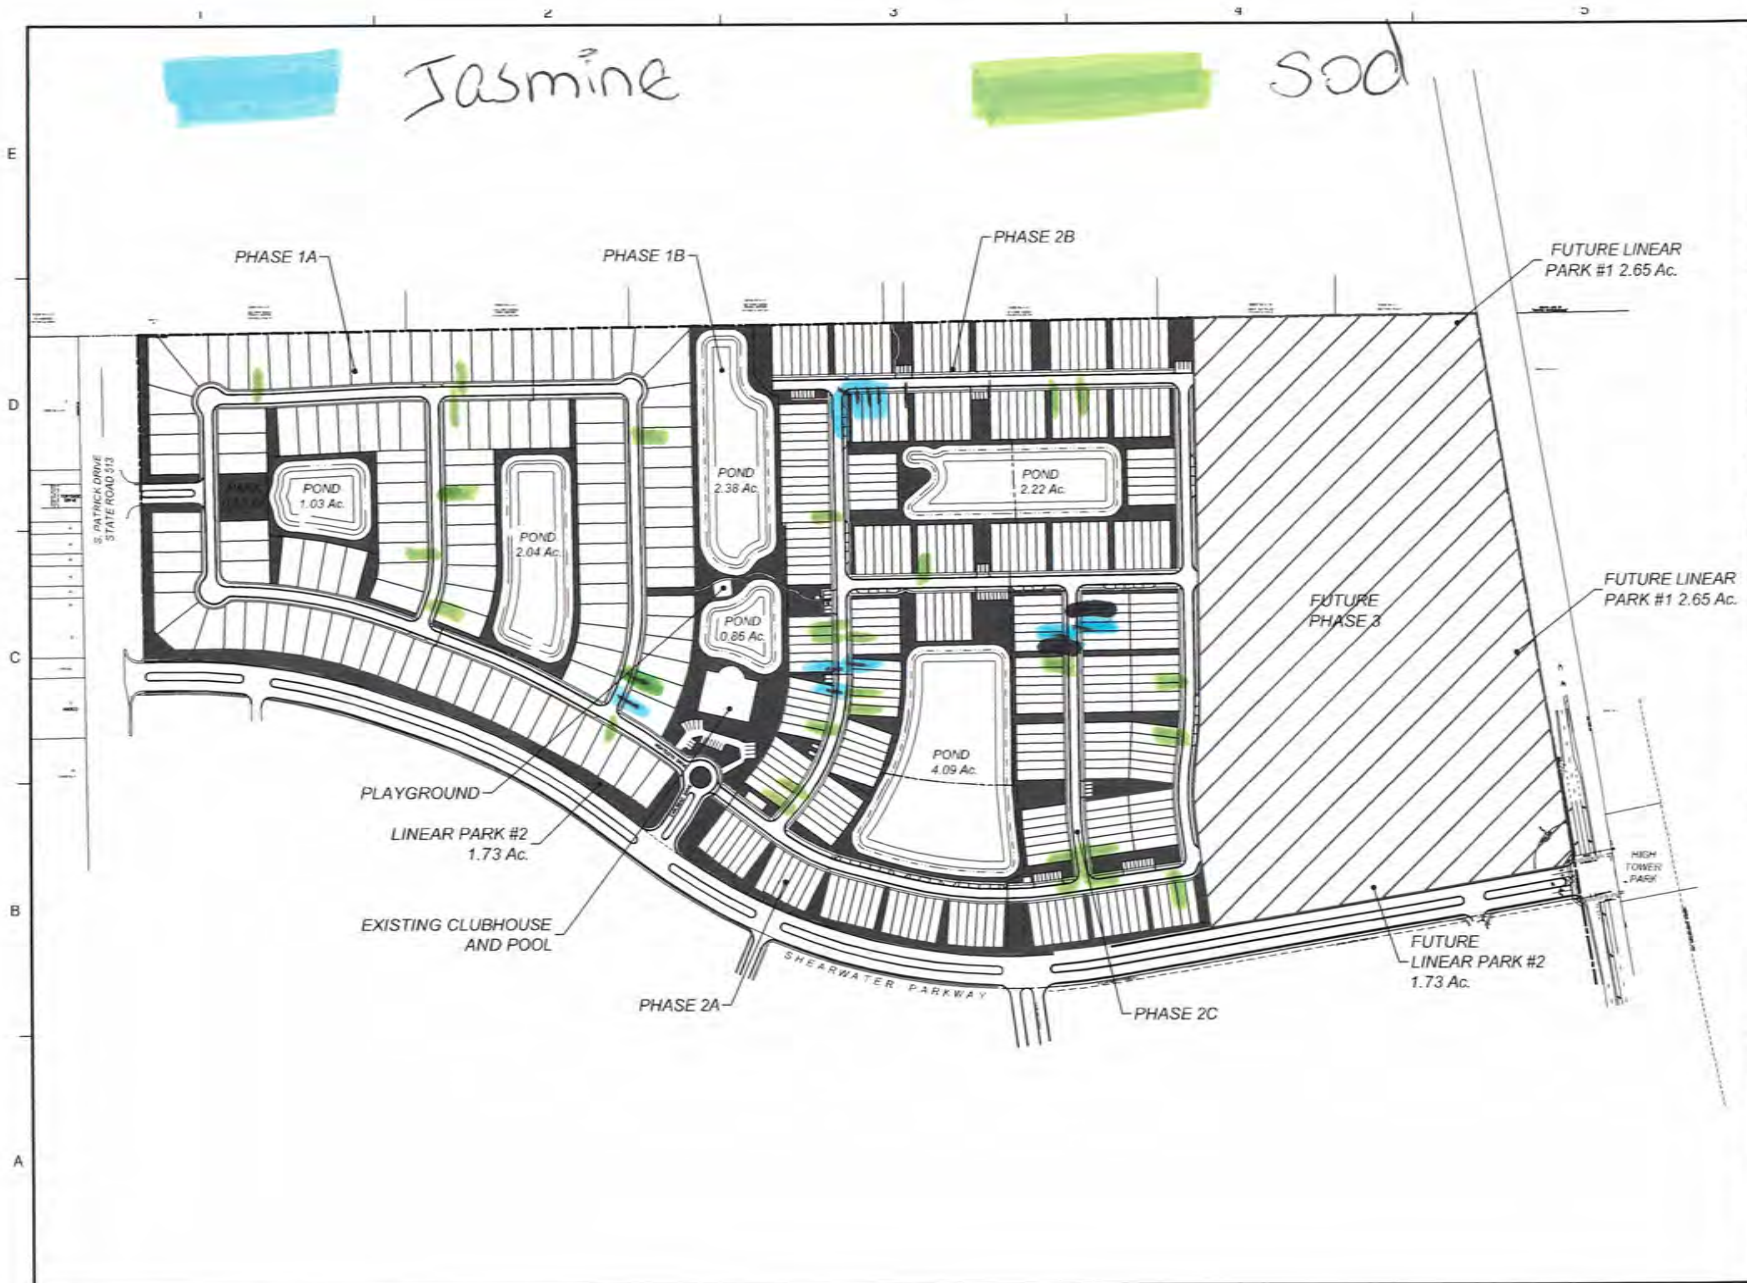 1 2 3 4 5
Jasmine
Sod
E
PHASE 1A
PHASE 1B
PHASE 2B
FUTURE LINEAR
PARK #1 2.65 Ac.
D
S. PATRICK DRIVE
STATE ROAD 513
PARK
POND
1.03 Ac.
POND
2.04 Ac.
POND
2.38 Ac.
POND
2.22 Ac.
POND
0.86 Ac.
FUTURE
PHASE 3
FUTURE LINEAR
PARK #1 2.65 Ac.
C
POND
4.09 Ac.
PLAYGROUND
LINEAR PARK #2
1.73 Ac.
HIGH
TOWER
PARK
B
EXISTING CLUBHOUSE
AND POOL
SHEARWATER PARKWAY
FUTURE
LINEAR PARK #2
1.73 Ac.
PHASE 2A
PHASE 2C
A